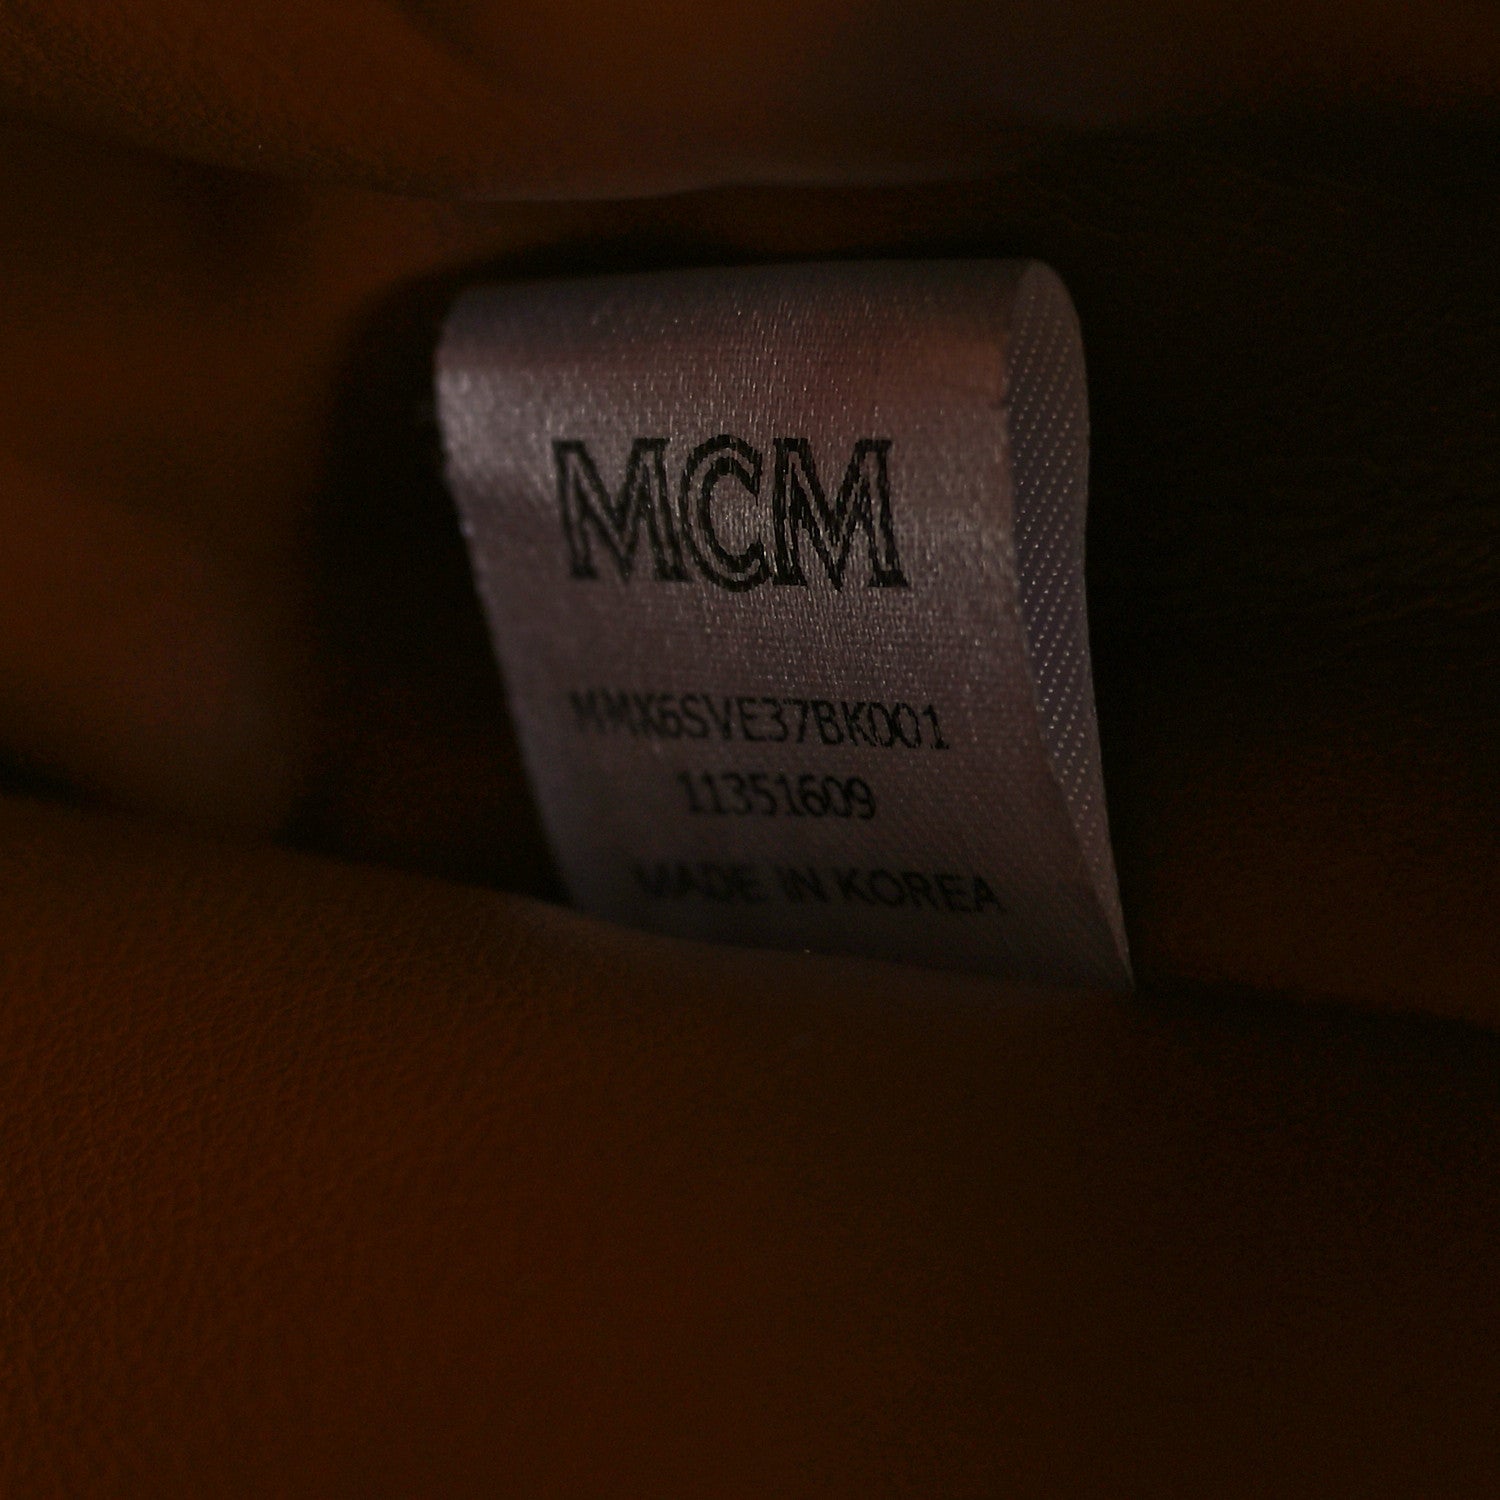 MCM
MMK6SVE37BK001
11351609
MADE IN KOREA